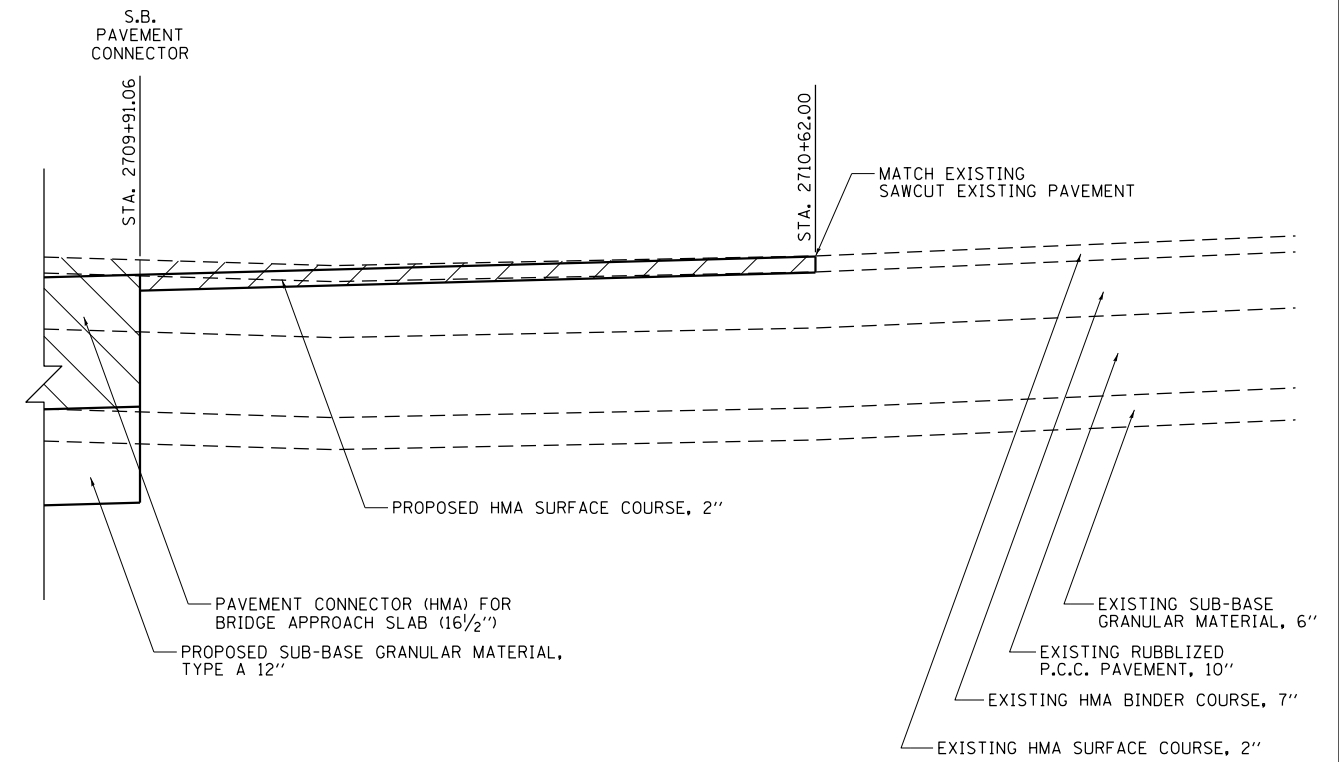 S.B.
PAVEMENT
CONNECTOR
STA. 2709+91.06
STA. 2710+62.00
MATCH EXISTING
SAWCUT EXISTING PAVEMENT
PROPOSED HMA SURFACE COURSE, 2''
PAVEMENT CONNECTOR (HMA) FOR
BRIDGE APPROACH SLAB (16 1/2'')
PROPOSED SUB-BASE GRANULAR MATERIAL,
TYPE A 12''
EXISTING SUB-BASE
GRANULAR MATERIAL, 6''
EXISTING RUBBLIZED
P.C.C. PAVEMENT, 10''
EXISTING HMA BINDER COURSE, 7''
EXISTING HMA SURFACE COURSE, 2''